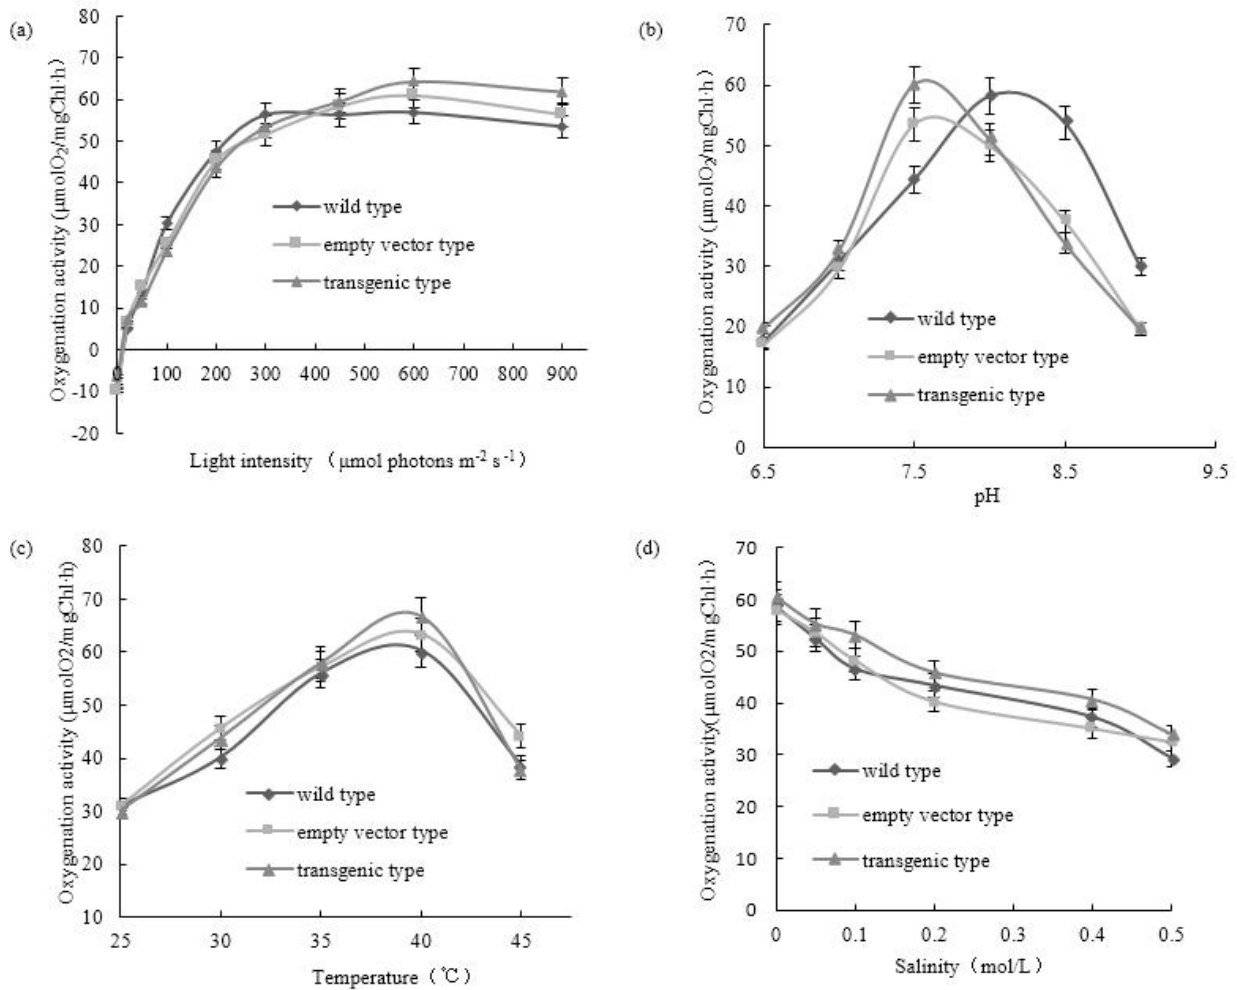 (a)
Oxygenation activity (μmolO₂/mgChl·h)
80
70
60
50
40
30
20
10
0
-10
-20
0 100 200 300 400 500 600 700 800 900
wild type
empty vector type
transgenic type
Light intensity （μmol photons m⁻² s⁻¹）
(b)
Oxygenation activity (μmolO₂/mgChl·h)
70
60
50
40
30
20
10
0
6.5 7.5 8.5 9.5
wild type
empty vector type
transgenic type
pH
(c)
Oxygenation activity (μmolO2/mgChl·h)
80
70
60
50
40
30
20
10
25 30 35 40 45
wild type
empty vector type
transgenic type
Temperature（℃）
(d)
Oxygenation activity(μmolO2/mgChl·h)
70
60
50
40
30
20
10
0
0 0.1 0.2 0.3 0.4 0.5
wild type
empty vector type
transgenic type
Salinity（mol/L）